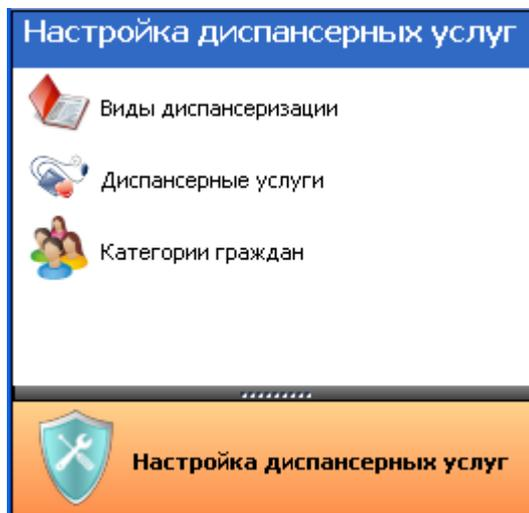 Настройка диспансерных услуг
Виды диспансеризации
Диспансерные услуги
Категории граждан
Настройка диспансерных услуг